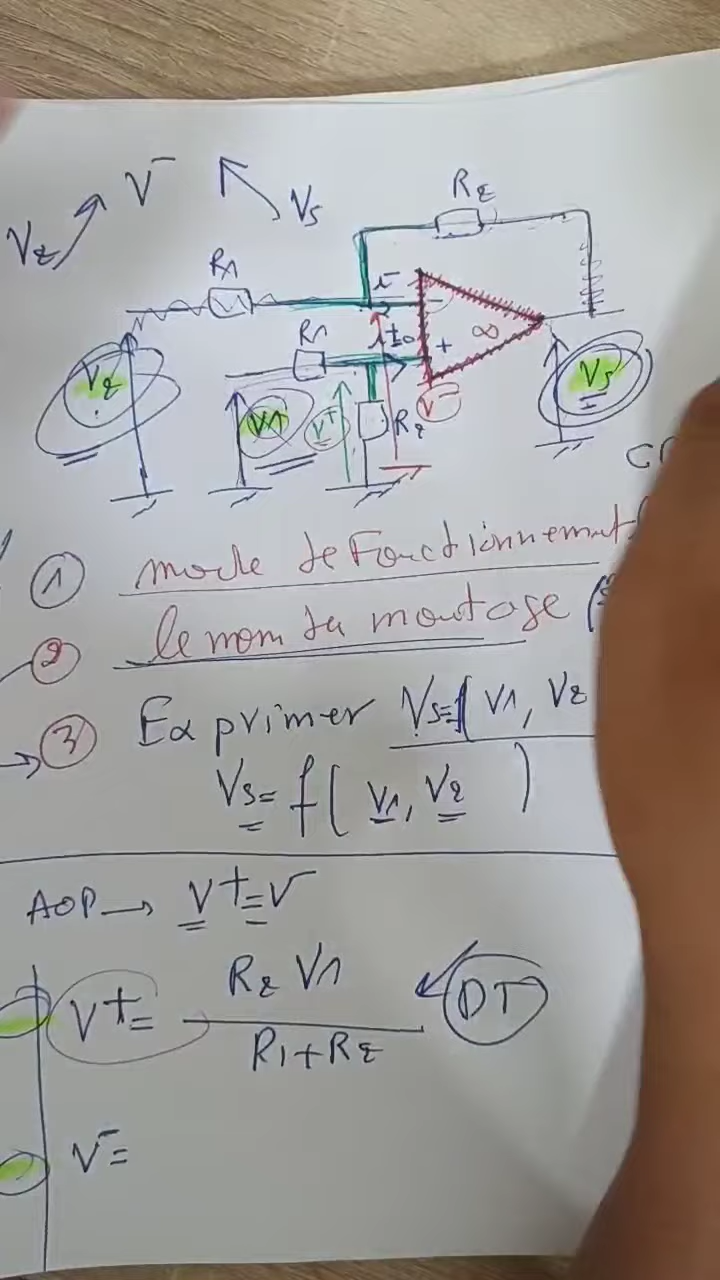 V⁻
V₂
Vs
R₂
R1
i⁻
-
R1
i⁺
∞
+
V₂
V1
V⁺
R₂
V⁻
Vs
① mode de Fonctionnement
② le nom du montage
③ Exprimer Vs=f( V1, V₂
Vs= f( V1, V₂ )
AOP → V⁺=V⁻
R₂ V1
V⁺=
DT
R1+R₂
V⁻=